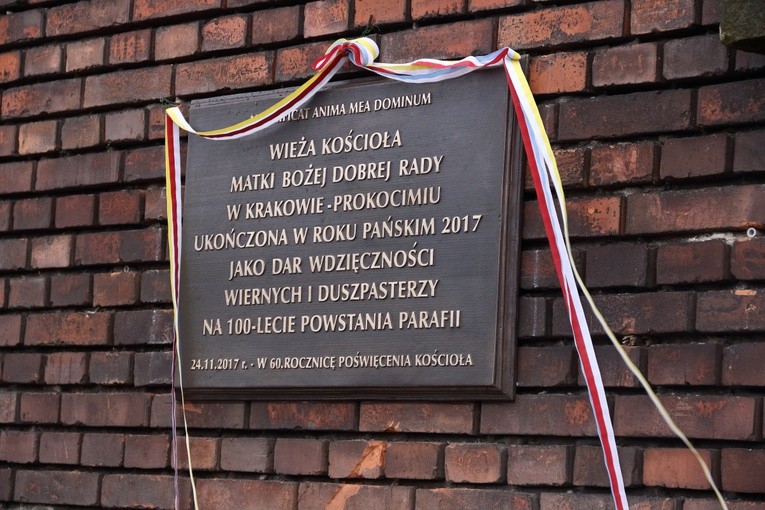 ANIMA MEA DOMINUM
WIEŻA KOŚCIOŁA
MATKI BOŻEJ DOBREJ RADY
W KRAKOWIE-PROKOCIMIU
UKOŃCZONA W ROKU PAŃSKIM 2017
JAKO DAR WDZIĘCZNOŚCI
WIERNYCH I DUSZPASTERZY
NA 100-LECIE POWSTANIA PARAFII
24.11.2017 r. - W 60.ROCZNICĘ POŚWIĘCENIA KOŚCIOŁA